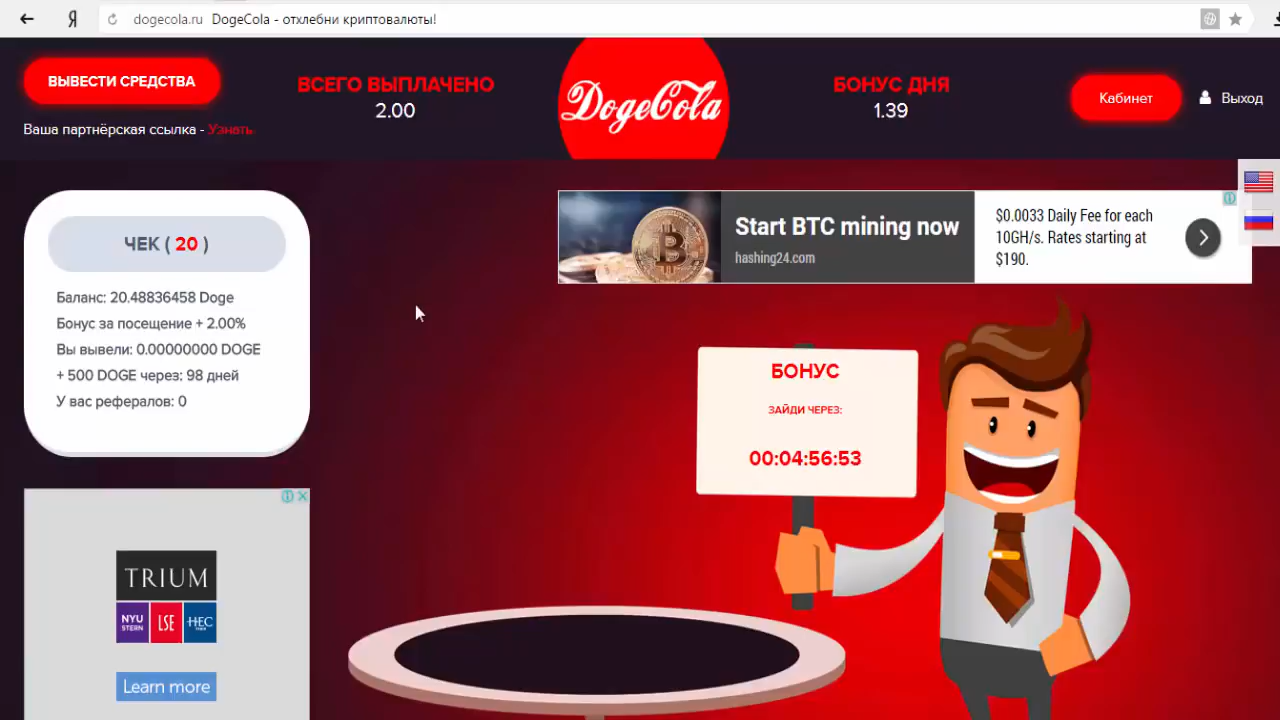 Я
dogecola.ru DogeCola - отхлебни криптовалюты!
ВЫВЕСТИ СРЕДСТВА
Ваша партнёрская ссылка - Узнать
ВСЕГО ВЫПЛАЧЕНО
2.00
DogeCola
БОНУС ДНЯ
1.39
Кабинет
Выход
ЧЕК ( 20 )
Баланс: 20.48836458 Doge
Бонус за посещение + 2.00%
Вы вывели: 0.00000000 DOGE
+ 500 DOGE через: 98 дней
У вас рефералов: 0
Start BTC mining now
hashing24.com
$0.0033 Daily Fee for each
10GH/s. Rates starting at
$190.
БОНУС
ЗАЙДИ ЧЕРЕЗ:
00:04:56:53
TRIUM
NYU
STERN
LSE
HEC
PARIS
Learn more